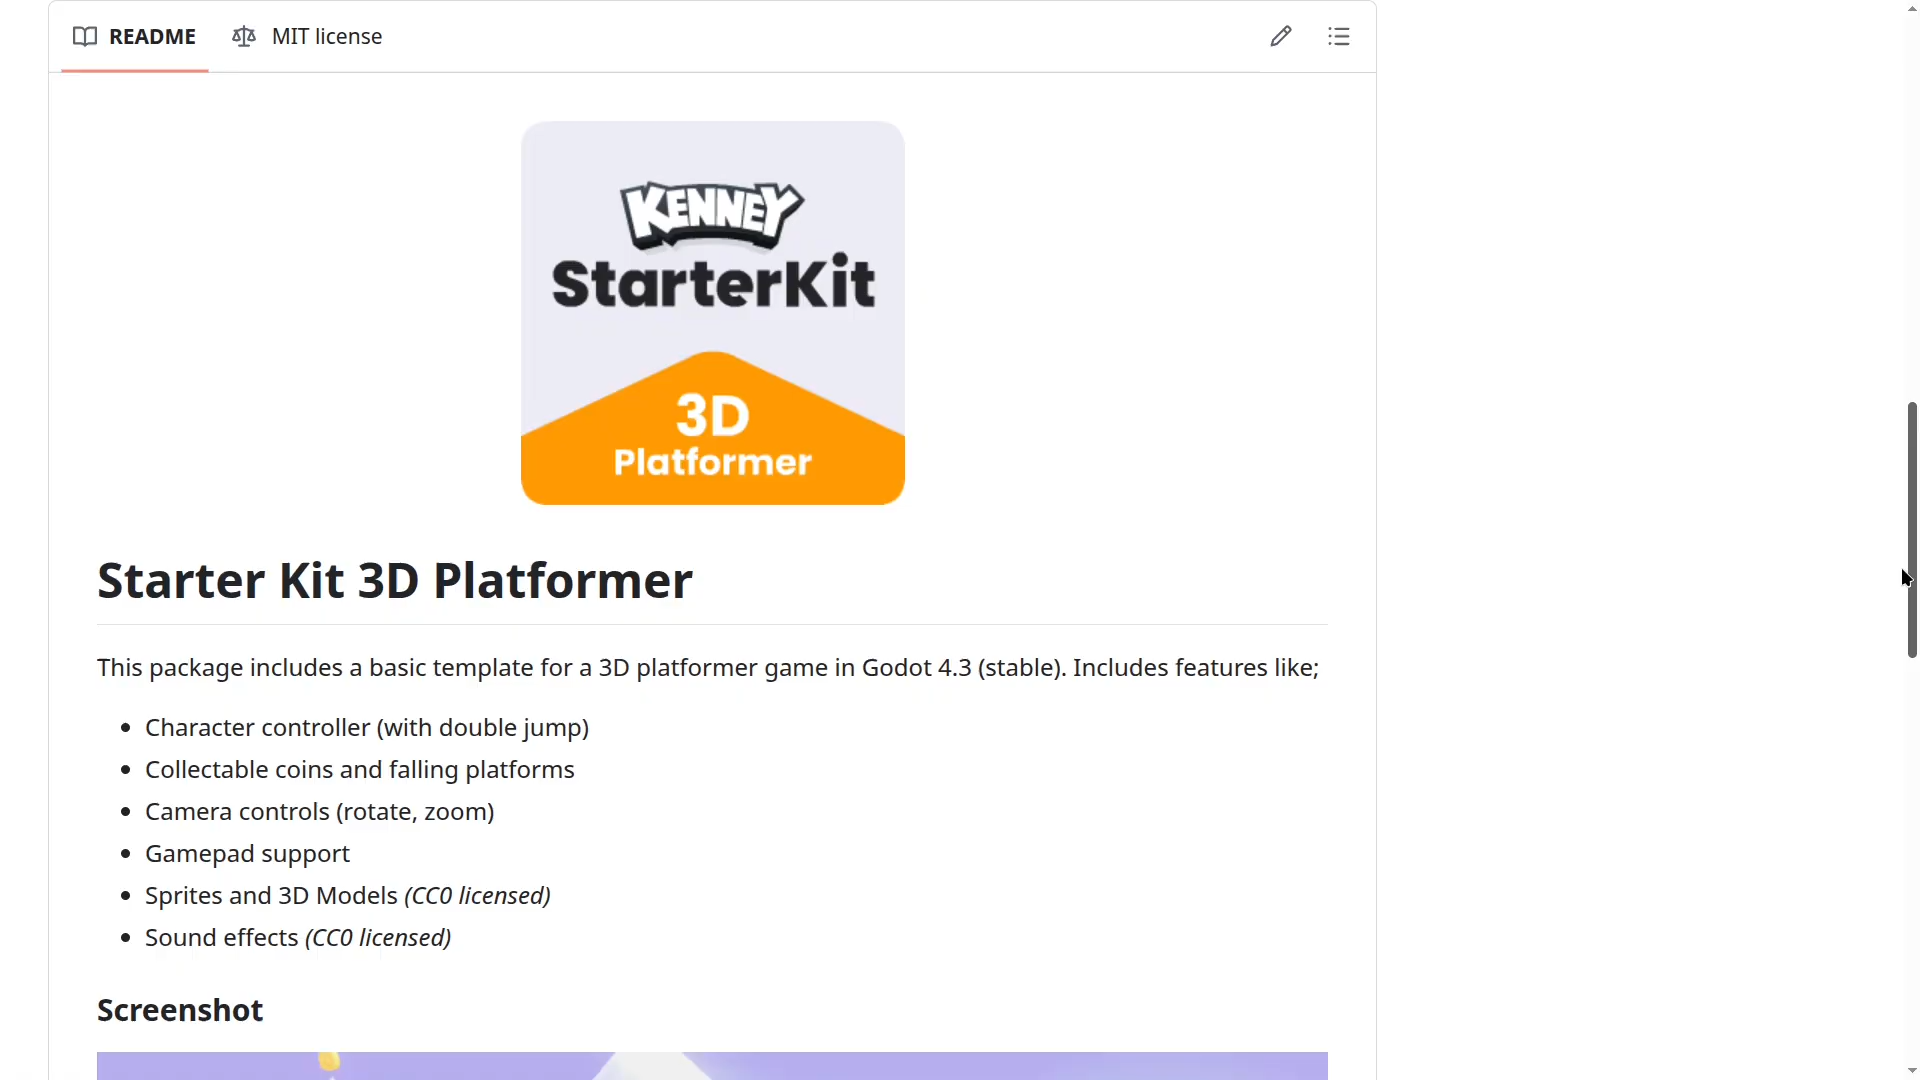 README
MIT license
KENNEY
StarterKit
3D
Platformer
Starter Kit 3D Platformer
This package includes a basic template for a 3D platformer game in Godot 4.3 (stable). Includes features like;
Character controller (with double jump)
Collectable coins and falling platforms
Camera controls (rotate, zoom)
Gamepad support
Sprites and 3D Models (CC0 licensed)
Sound effects (CC0 licensed)
Screenshot